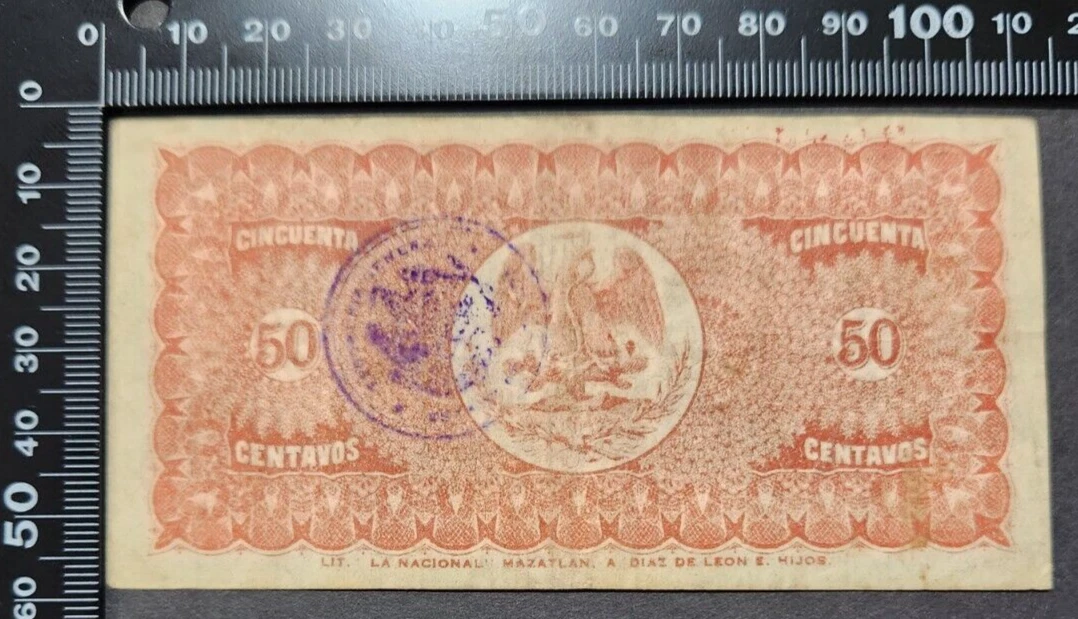 0 10 20 30 40 50 60 70 80 90 100 10 2
0
10
20
30
40
50
60
CINCUENTA CINCUENTA
50 50
CENTAVOS CENTAVOS
LIT. "LA NACIONAL" MAZATLAN. A DIAZ DE LEON E. HIJOS.